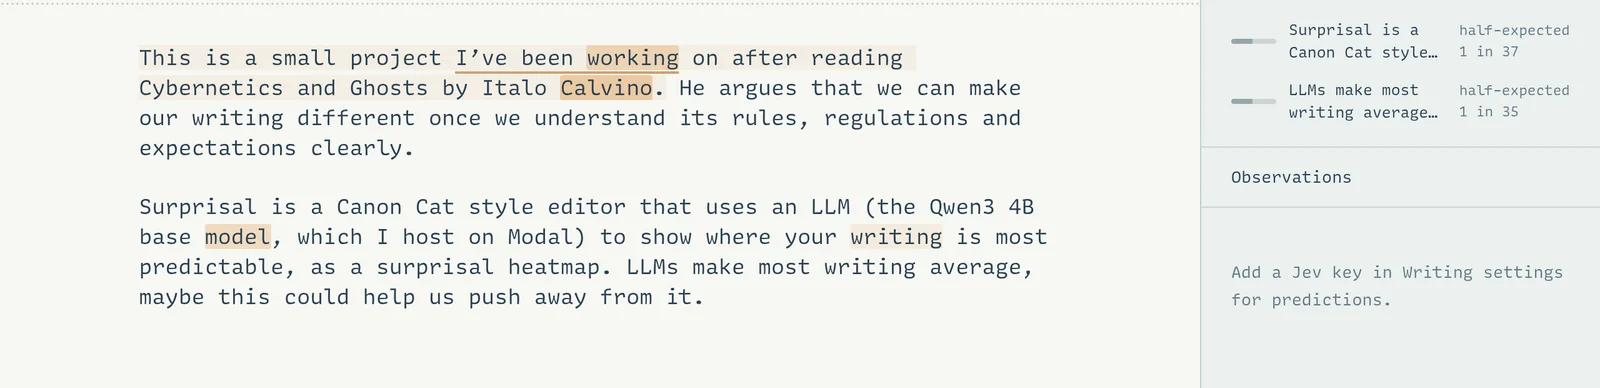 This is a small project I’ve been working on after reading
Cybernetics and Ghosts by Italo Calvino. He argues that we can make
our writing different once we understand its rules, regulations and
expectations clearly.
Surprisal is a Canon Cat style editor that uses an LLM (the Qwen3 4B
base model, which I host on Modal) to show where your writing is most
predictable, as a surprisal heatmap. LLMs make most writing average,
maybe this could help us push away from it.
Surprisal is a
Canon Cat style…
half-expected
1 in 37
LLMs make most
writing average…
half-expected
1 in 35
Observations
Add a Jev key in Writing settings
for predictions.